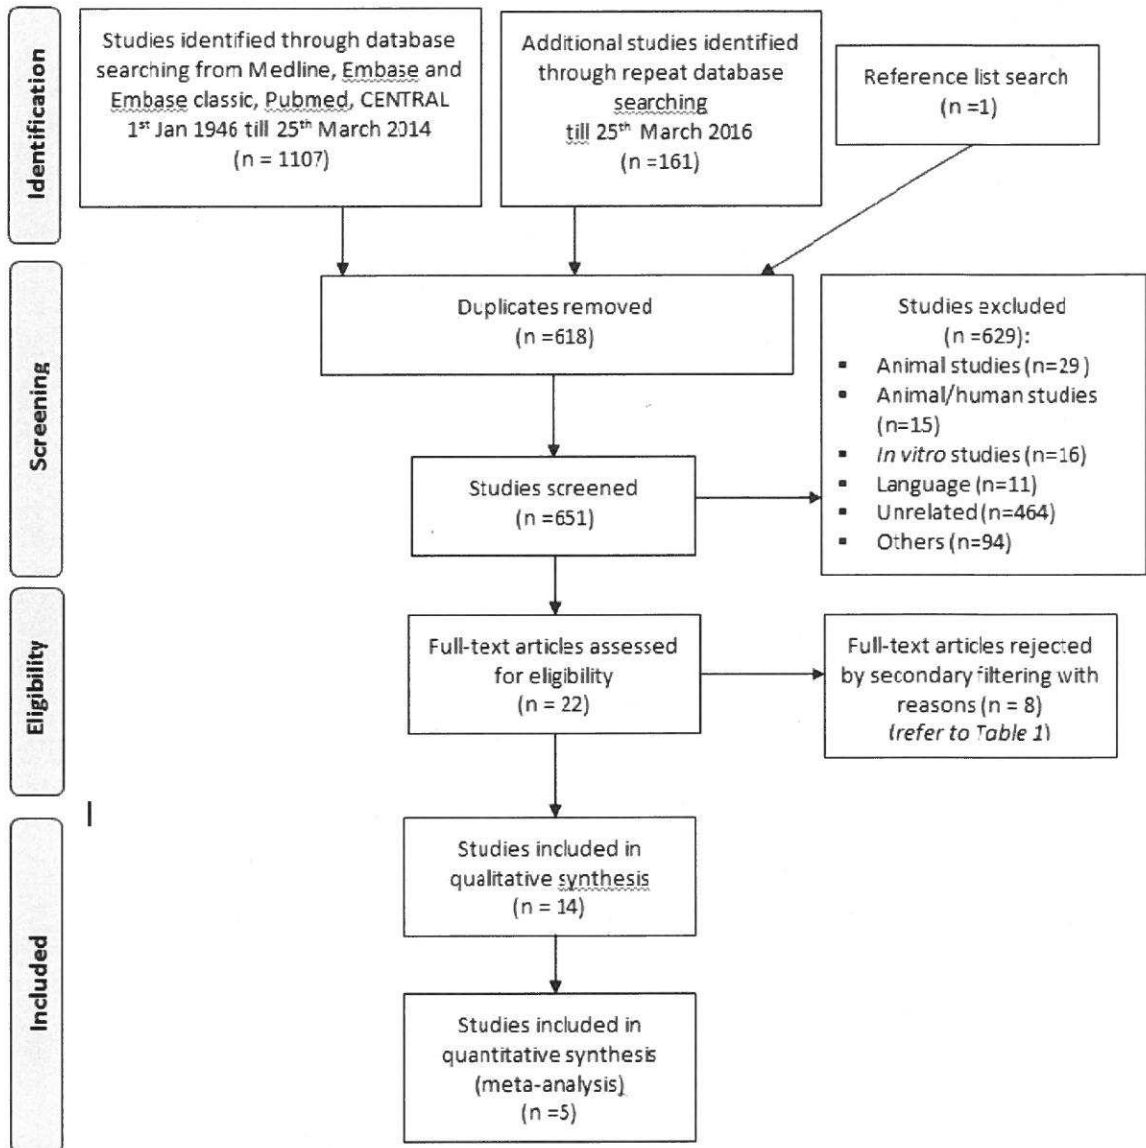 Identification
Studies identified through database
searching from Medline, Embase and
Embase classic, Pubmed, CENTRAL
1st Jan 1946 till 25th March 2014
(n = 1107)
Additional studies identified
through repeat database
searching
till 25th March 2016
(n =161)
Reference list search
(n =1)
Screening
Duplicates removed
(n =618)
Studies screened
(n =651)
Studies excluded
(n =629):
▪ Animal studies (n=29 )
▪ Animal/human studies
(n=15)
▪ In vitro studies (n=16)
▪ Language (n=11)
▪ Unrelated (n=464)
▪ Others (n=94)
Eligibility
Full-text articles assessed
for eligibility
(n = 22)
Full-text articles rejected
by secondary filtering with
reasons (n = 8)
(refer to Table 1)
Included
Studies included in
qualitative synthesis
(n = 14)
Studies included in
quantitative synthesis
(meta-analysis)
(n =5)